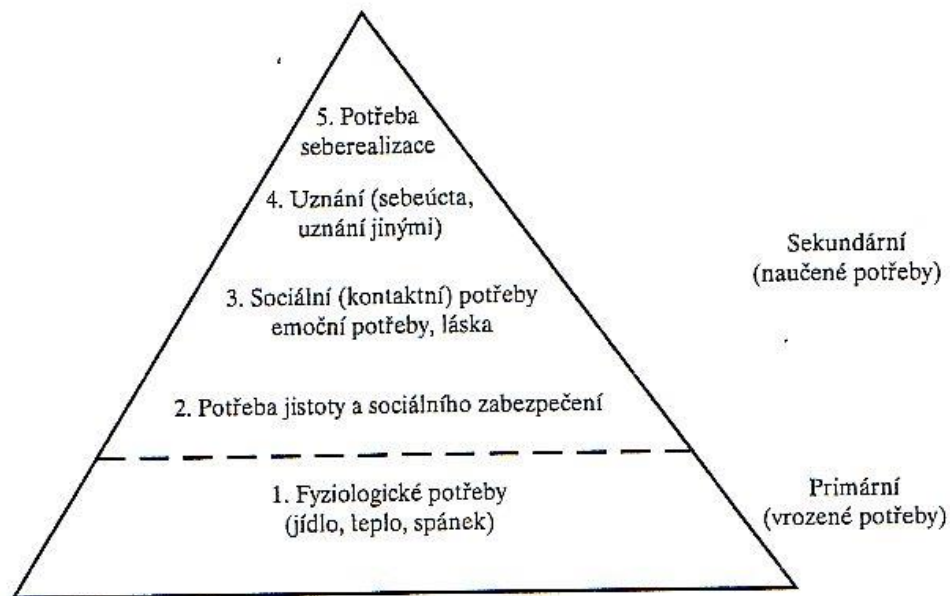 5. Potřeba
seberealizace
4. Uznání (sebeúcta,
uznání jinými)
Sekundární
(naučené potřeby)
3. Sociální (kontaktní) potřeby
emoční potřeby, láska
2. Potřeba jistoty a sociálního zabezpečení
1. Fyziologické potřeby
(jídlo, teplo, spánek)
Primární
(vrozené potřeby)